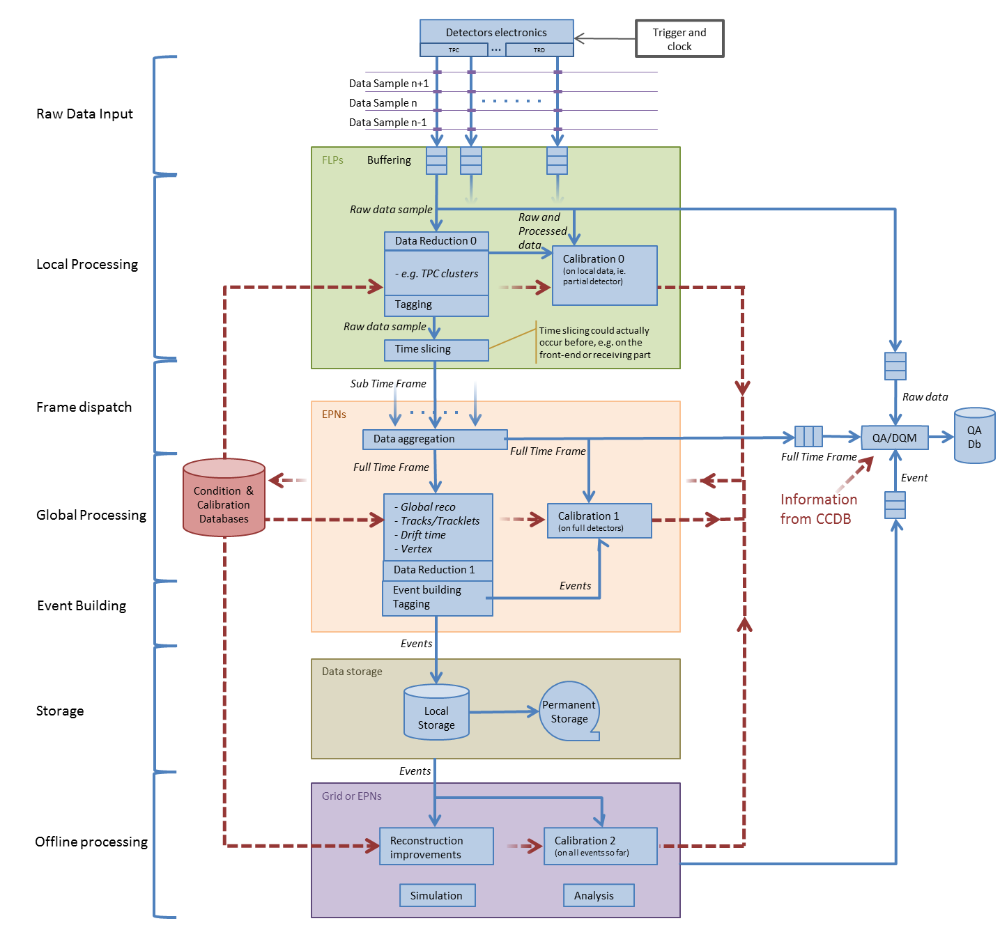 Detectors electronics
TPC
...
TRD
Trigger and
clock
Raw Data Input
Data Sample n+1
Data Sample n
Data Sample n-1
FLPs
Buffering
Raw data sample
Raw and
Processed
data
Local Processing
Data Reduction 0
- e.g. TPC clusters
Tagging
Calibration 0
(on local data, ie.
partial detector)
Raw data sample
Time slicing
Time slicing could actually
occur before, e.g. on the
front-end or receiving part
Frame dispatch
Sub Time Frame
EPNs
Data aggregation
Full Time Frame
Full Time Frame
Raw data
QA/DQM
QA
Db
Full Time Frame
Event
Information
from CCDB
Condition &
Calibration
Databases
Global Processing
- Global reco
- Tracks/Tracklets
- Drift time
- Vertex
Calibration 1
(on full detectors)
Data Reduction 1
Event building
Tagging
Events
Event Building
Events
Storage
Data storage
Local
Storage
Permanent
Storage
Events
Offline processing
Grid or EPNs
Reconstruction
improvements
Calibration 2
(on all events so far)
Simulation
Analysis